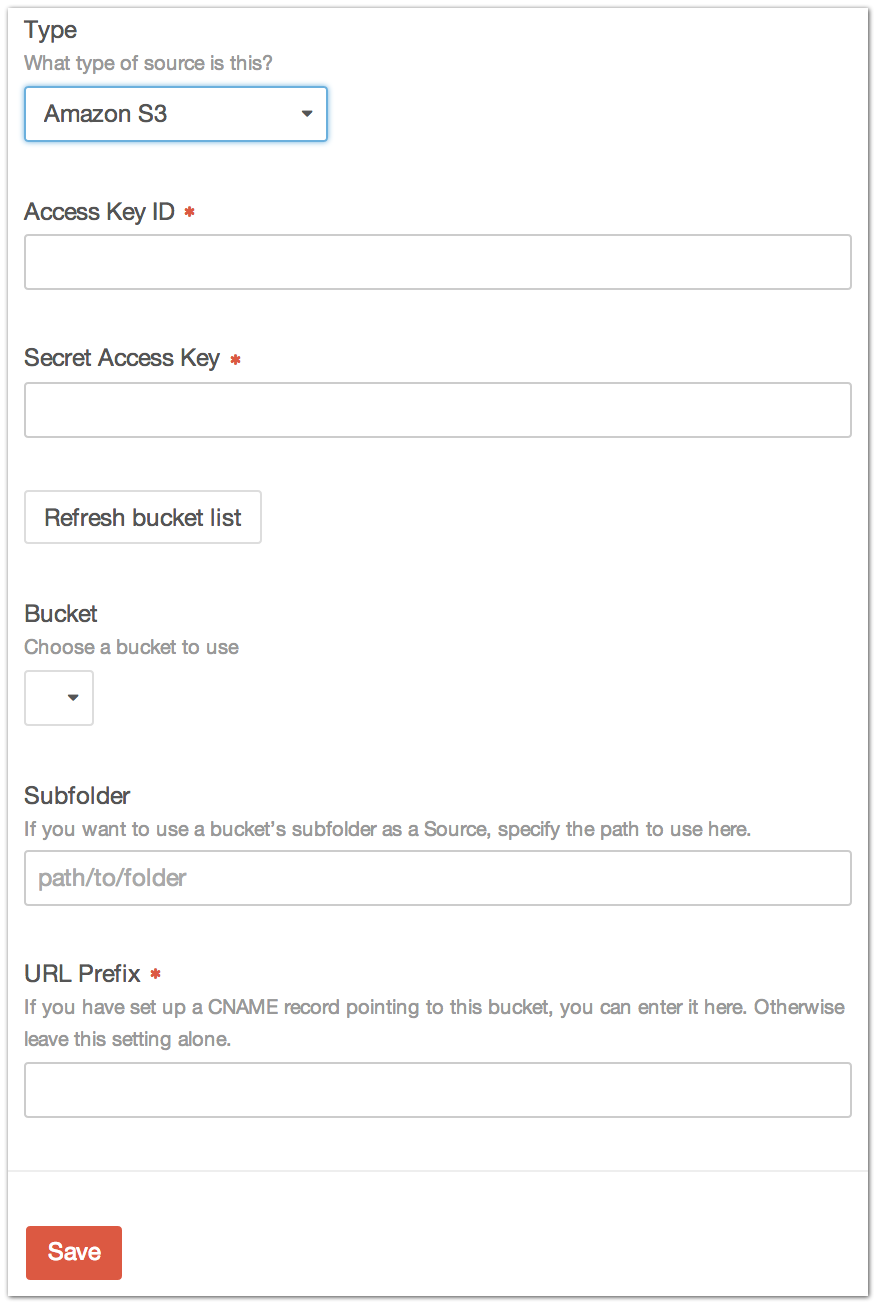 Type
What type of source is this?
Amazon S3
Access Key ID *
Secret Access Key *
Refresh bucket list
Bucket
Choose a bucket to use
Subfolder
If you want to use a bucket’s subfolder as a Source, specify the path to use here.
path/to/folder
URL Prefix *
If you have set up a CNAME record pointing to this bucket, you can enter it here. Otherwise
leave this setting alone.
Save